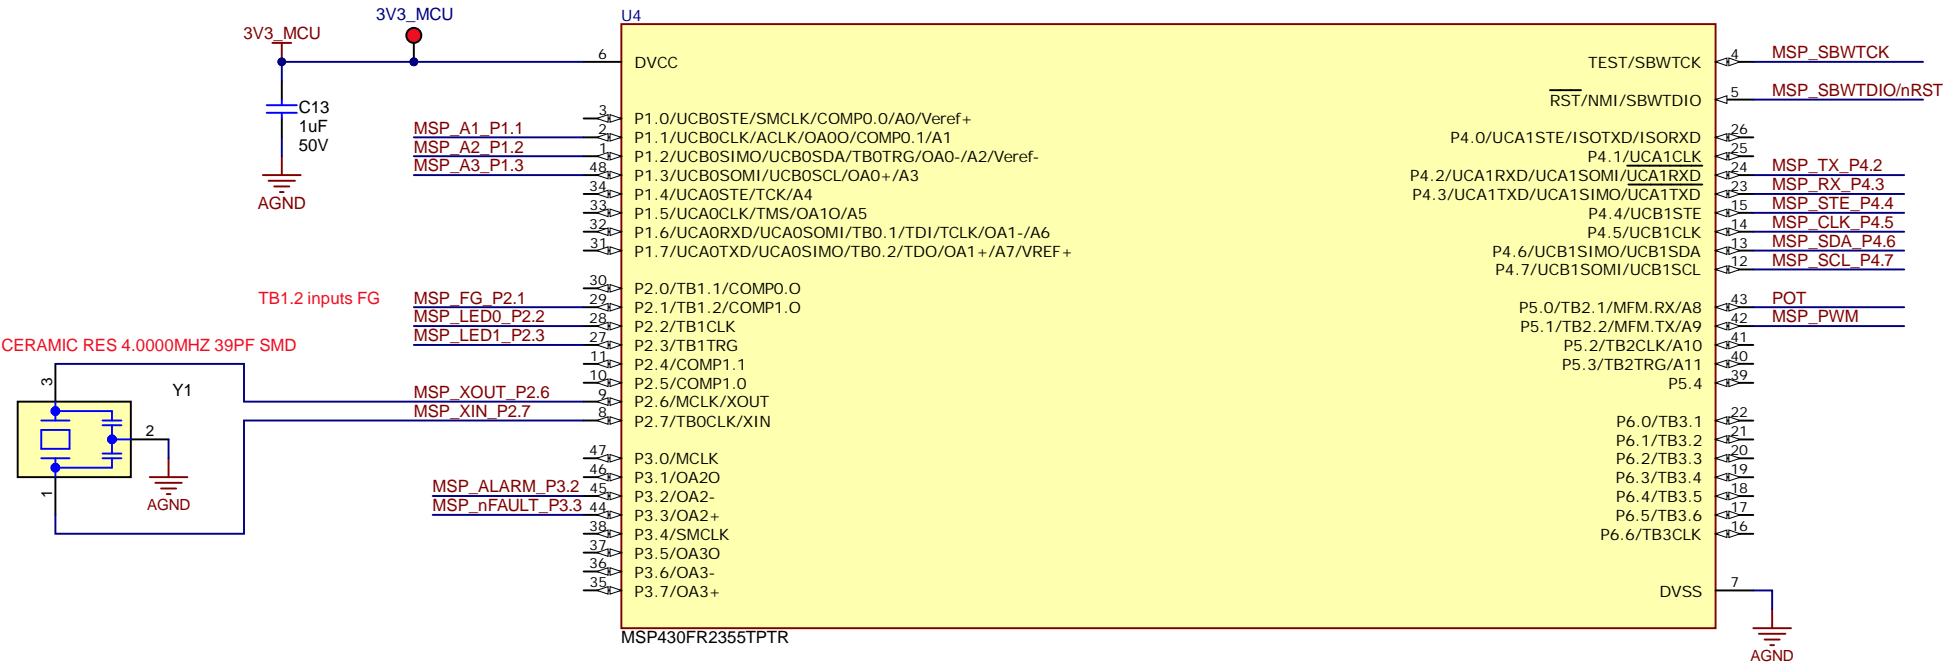 3V3_MCU
3V3_MCU
C13
1uF
50V
AGND
U4
6 DVCC
3 P1.0/UCB0STE/SMCLK/COMP0.0/A0/Veref+
MSP_A1_P1.1 2 P1.1/UCB0CLK/ACLK/OA0O/COMP0.1/A1
MSP_A2_P1.2 1 P1.2/UCB0SIMO/UCB0SDA/TB0TRG/OA0-/A2/Veref-
MSP_A3_P1.3 48 P1.3/UCB0SOMI/UCB0SCL/OA0+/A3
34 P1.4/UCA0STE/TCK/A4
33 P1.5/UCA0CLK/TMS/OA1O/A5
32 P1.6/UCA0RXD/UCA0SOMI/TB0.1/TDI/TCLK/OA1-/A6
31 P1.7/UCA0TXD/UCA0SIMO/TB0.2/TDO/OA1+/A7/VREF+
30 P2.0/TB1.1/COMP0.O
TB1.2 inputs FG
MSP_FG_P2.1 29 P2.1/TB1.2/COMP1.O
MSP_LED0_P2.2 28 P2.2/TB1CLK
MSP_LED1_P2.3 27 P2.3/TB1TRG
11 P2.4/COMP1.1
10 P2.5/COMP1.0
MSP_XOUT_P2.6 9 P2.6/MCLK/XOUT
MSP_XIN_P2.7 8 P2.7/TB0CLK/XIN
47 P3.0/MCLK
46 P3.1/OA2O
MSP_ALARM_P3.2 45 P3.2/OA2-
MSP_nFAULT_P3.3 44 P3.3/OA2+
38 P3.4/SMCLK
37 P3.5/OA3O
36 P3.6/OA3-
35 P3.7/OA3+
CERAMIC RES 4.0000MHZ 39PF SMD
Y1
3
2
1
AGND
TEST/SBWTCK 4 MSP_SBWTCK
RST/NMI/SBWTDIO 5 MSP_SBWTDIO/nRST
P4.0/UCA1STE/ISOTXD/ISORXD 26
P4.1/UCA1CLK 25
P4.2/UCA1RXD/UCA1SOMI/UCA1RXD 24 MSP_TX_P4.2
P4.3/UCA1TXD/UCA1SIMO/UCA1TXD 23 MSP_RX_P4.3
P4.4/UCB1STE 15 MSP_STE_P4.4
P4.5/UCB1CLK 14 MSP_CLK_P4.5
P4.6/UCB1SIMO/UCB1SDA 13 MSP_SDA_P4.6
P4.7/UCB1SOMI/UCB1SCL 12 MSP_SCL_P4.7
P5.0/TB2.1/MFM.RX/A8 43 POT
P5.1/TB2.2/MFM.TX/A9 42 MSP_PWM
P5.2/TB2CLK/A10 41
P5.3/TB2TRG/A11 40
P5.4 39
P6.0/TB3.1 22
P6.1/TB3.2 21
P6.2/TB3.3 20
P6.3/TB3.4 19
P6.4/TB3.5 18
P6.5/TB3.6 17
P6.6/TB3CLK 16
DVSS 7
AGND
MSP430FR2355TPTR